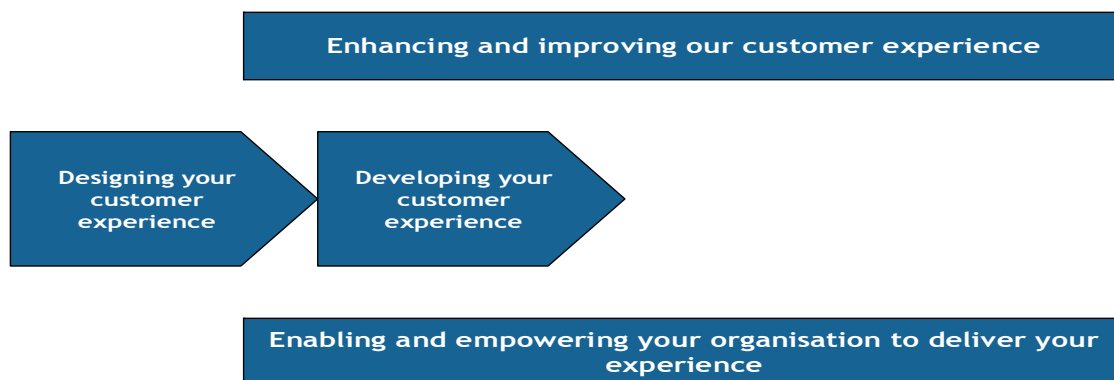 Enhancing and improving our customer experience
Designing your
customer
experience
Developing your
customer
experience
Enabling and empowering your organisation to deliver your
experience